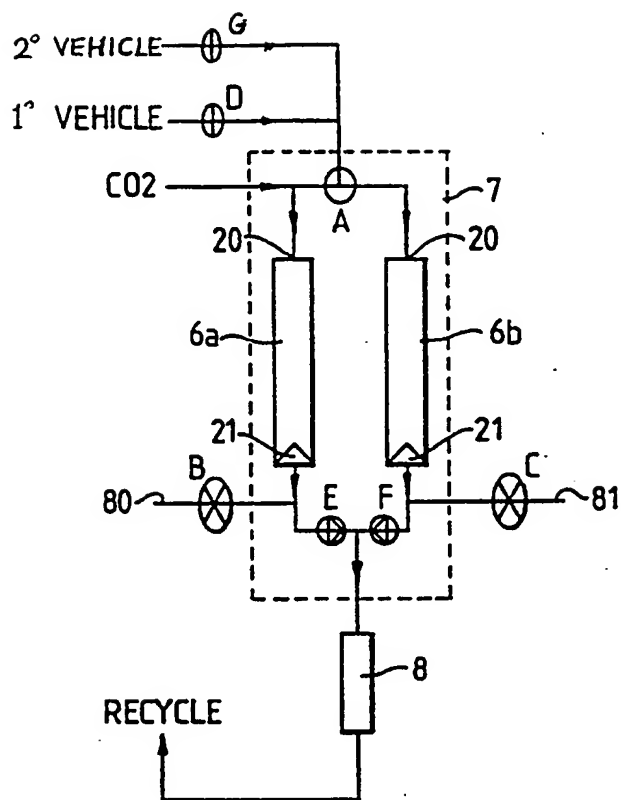 G
2° VEHICLE
D
1° VEHICLE
7
CO2
A
20 20
6a 6b
21 21
B C
E F
80 81
8
RECYCLE